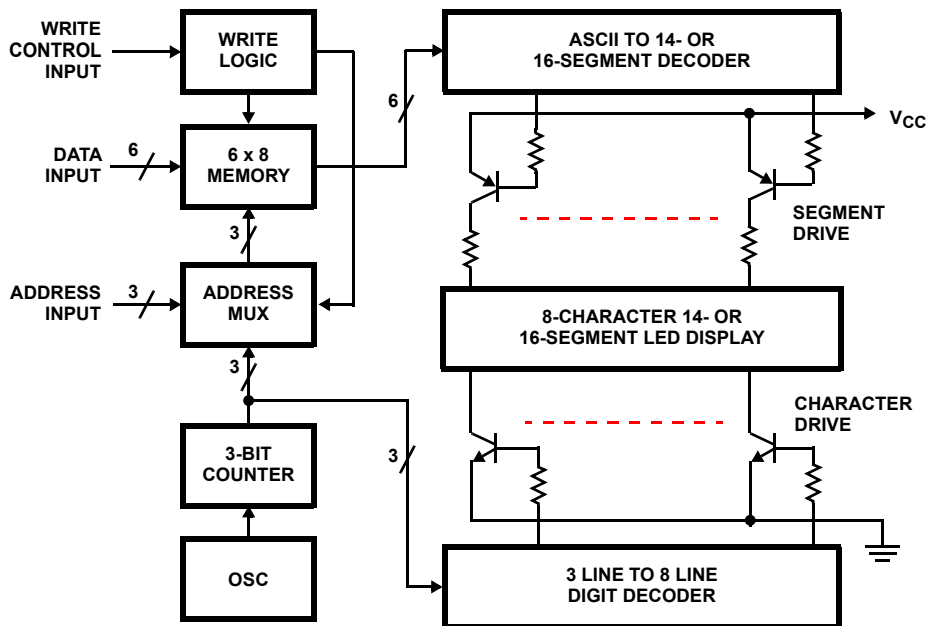 WRITE
CONTROL
INPUT
WRITE
LOGIC
ASCII TO 14- OR
16-SEGMENT DECODER
6
VCC
DATA
INPUT
6
6 x 8
MEMORY
SEGMENT
DRIVE
3
ADDRESS
INPUT
3
ADDRESS
MUX
8-CHARACTER 14- OR
16-SEGMENT LED DISPLAY
3
CHARACTER
DRIVE
3-BIT
COUNTER
3
OSC
3 LINE TO 8 LINE
DIGIT DECODER